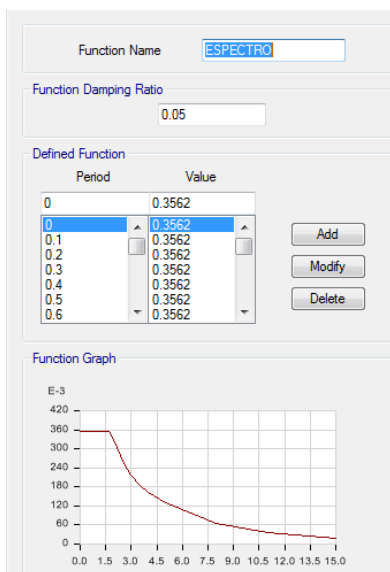 Function Name ESPECTRO
Function Damping Ratio
0.05
Defined Function
Period Value
0 0.3562
0 0.3562
0.1 0.3562
0.2 0.3562
0.3 0.3562
0.4 0.3562
0.5 0.3562
0.6 0.3562
Add
Modify
Delete
Function Graph
E-3
420
360
300
240
180
120
60
0
0.0 1.5 3.0 4.5 6.0 7.5 9.0 10.5 12.0 13.5 15.0